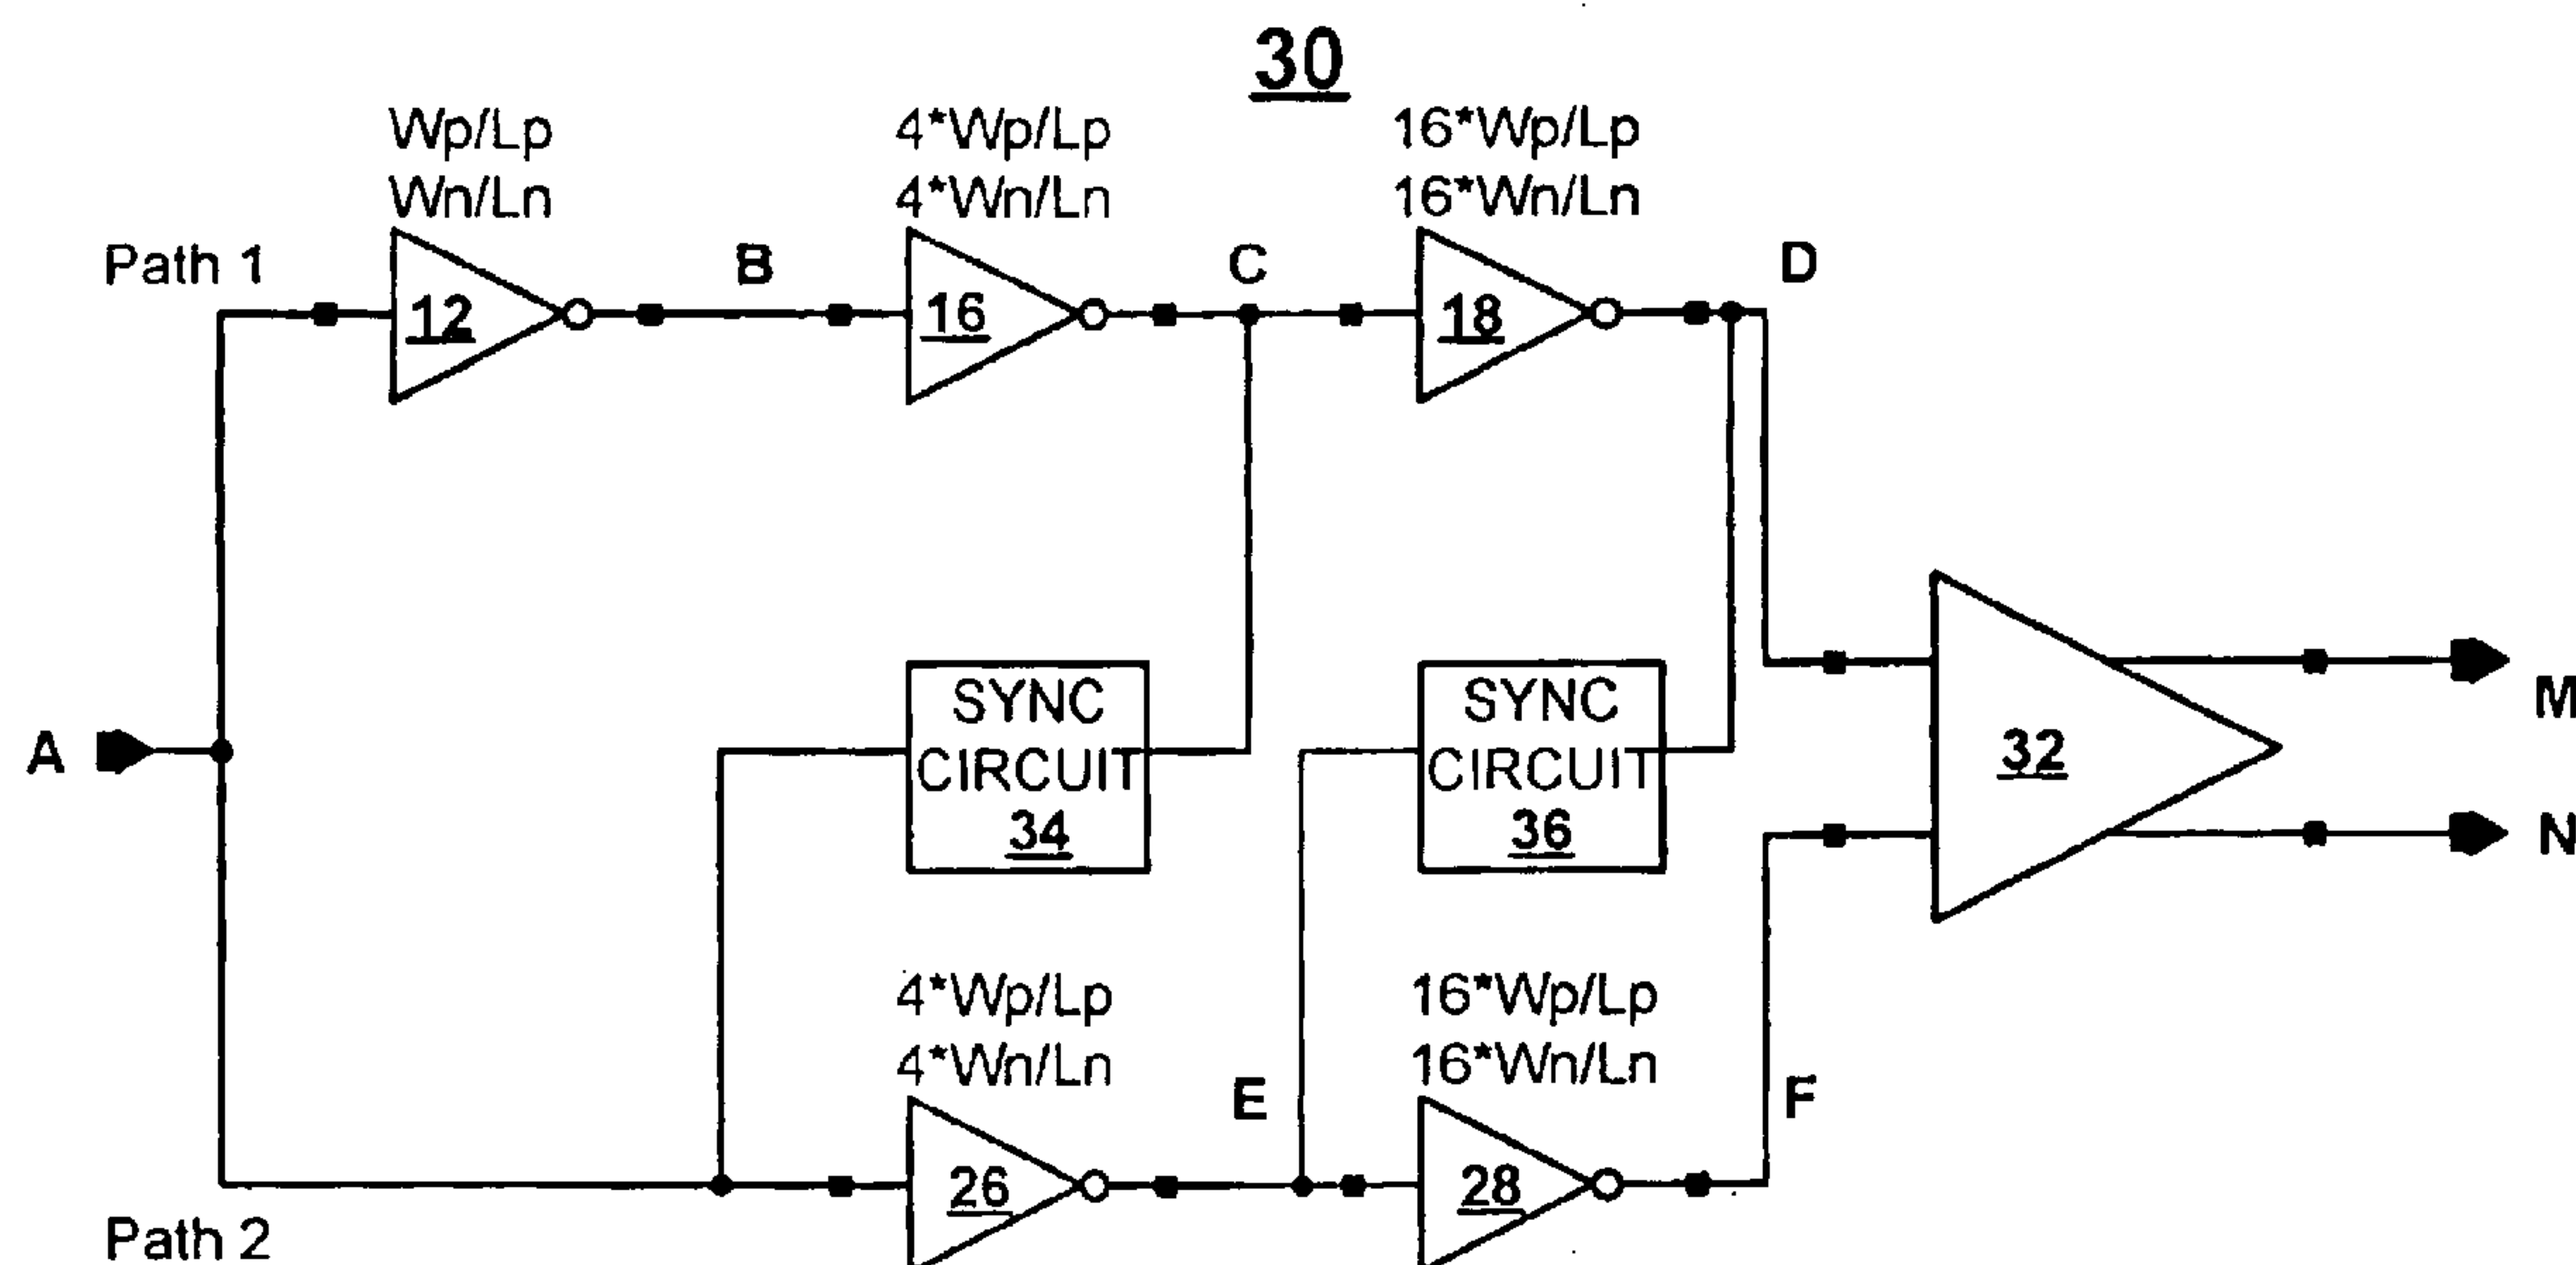 30
Wp/Lp
Wn/Ln
4*Wp/Lp
4*Wn/Ln
16*Wp/Lp
16*Wn/Ln
Path 1
B
C
D
12
16
18
A
SYNC
CIRCUIT
34
SYNC
CIRCUIT
36
32
M
N
4*Wp/Lp
4*Wn/Ln
16*Wp/Lp
16*Wn/Ln
E
F
26
28
Path 2